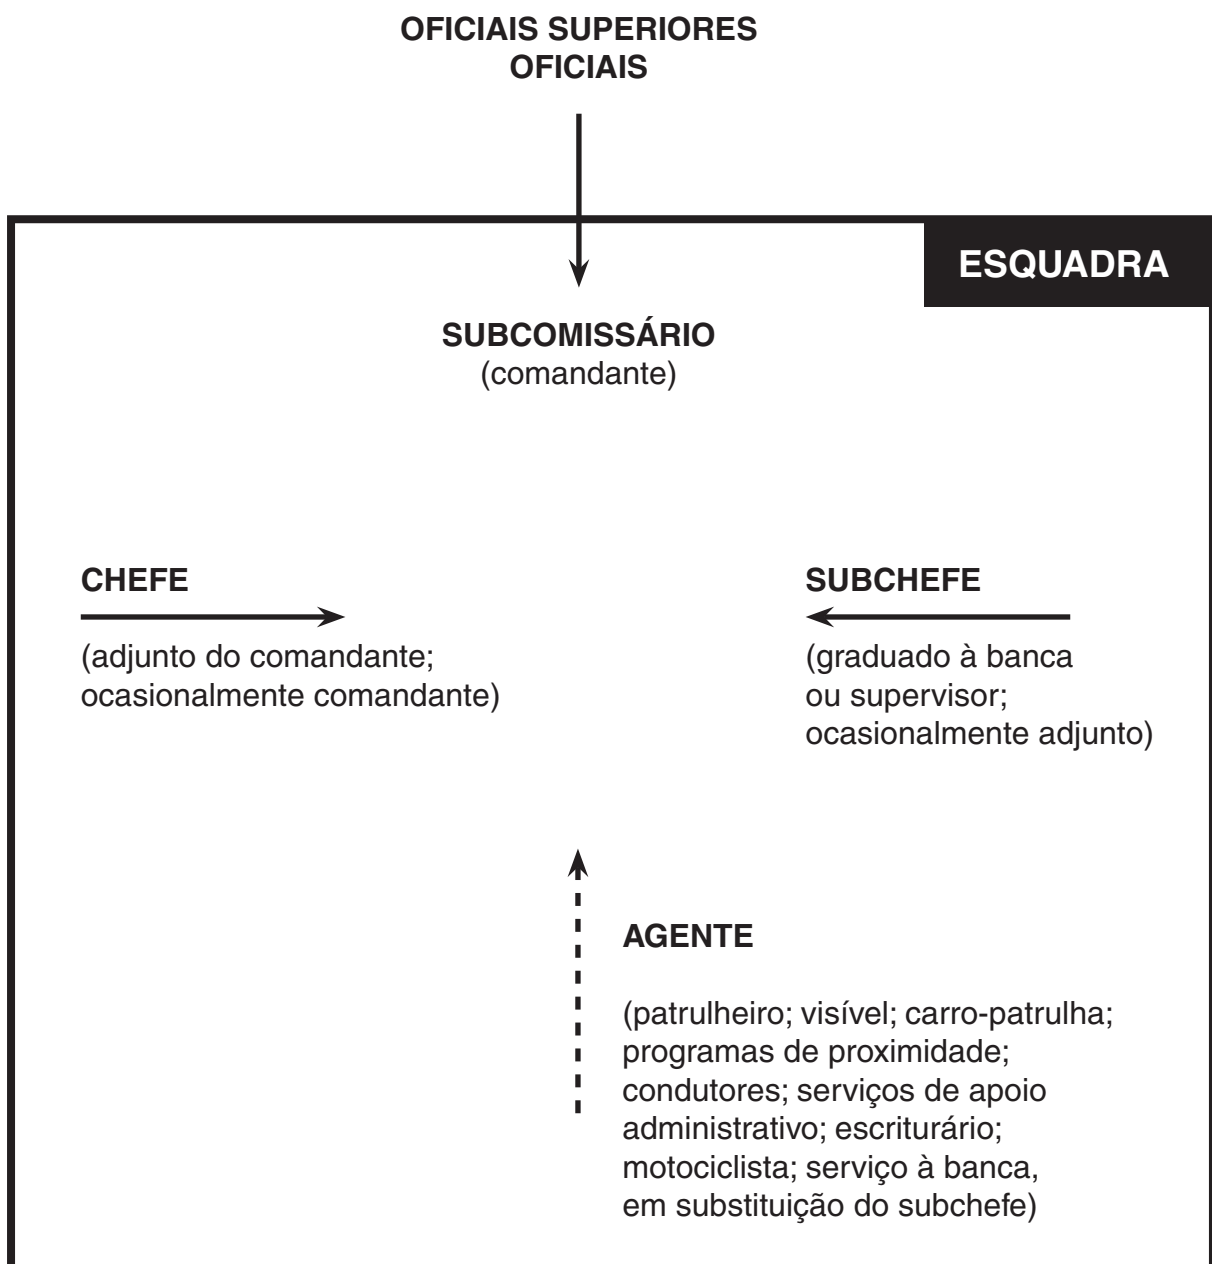 OFICIAIS SUPERIORES
OFICIAIS
ESQUADRA
SUBCOMISSÁRIO
(comandante)
CHEFE
(adjunto do comandante;
ocasionalmente comandante)
SUBCHEFE
(graduado à banca
ou supervisor;
ocasionalmente adjunto)
AGENTE
(patrulheiro; visível; carro-patrulha;
programas de proximidade;
condutores; serviços de apoio
administrativo; escriturário;
motociclista; serviço à banca,
em substituição do subchefe)